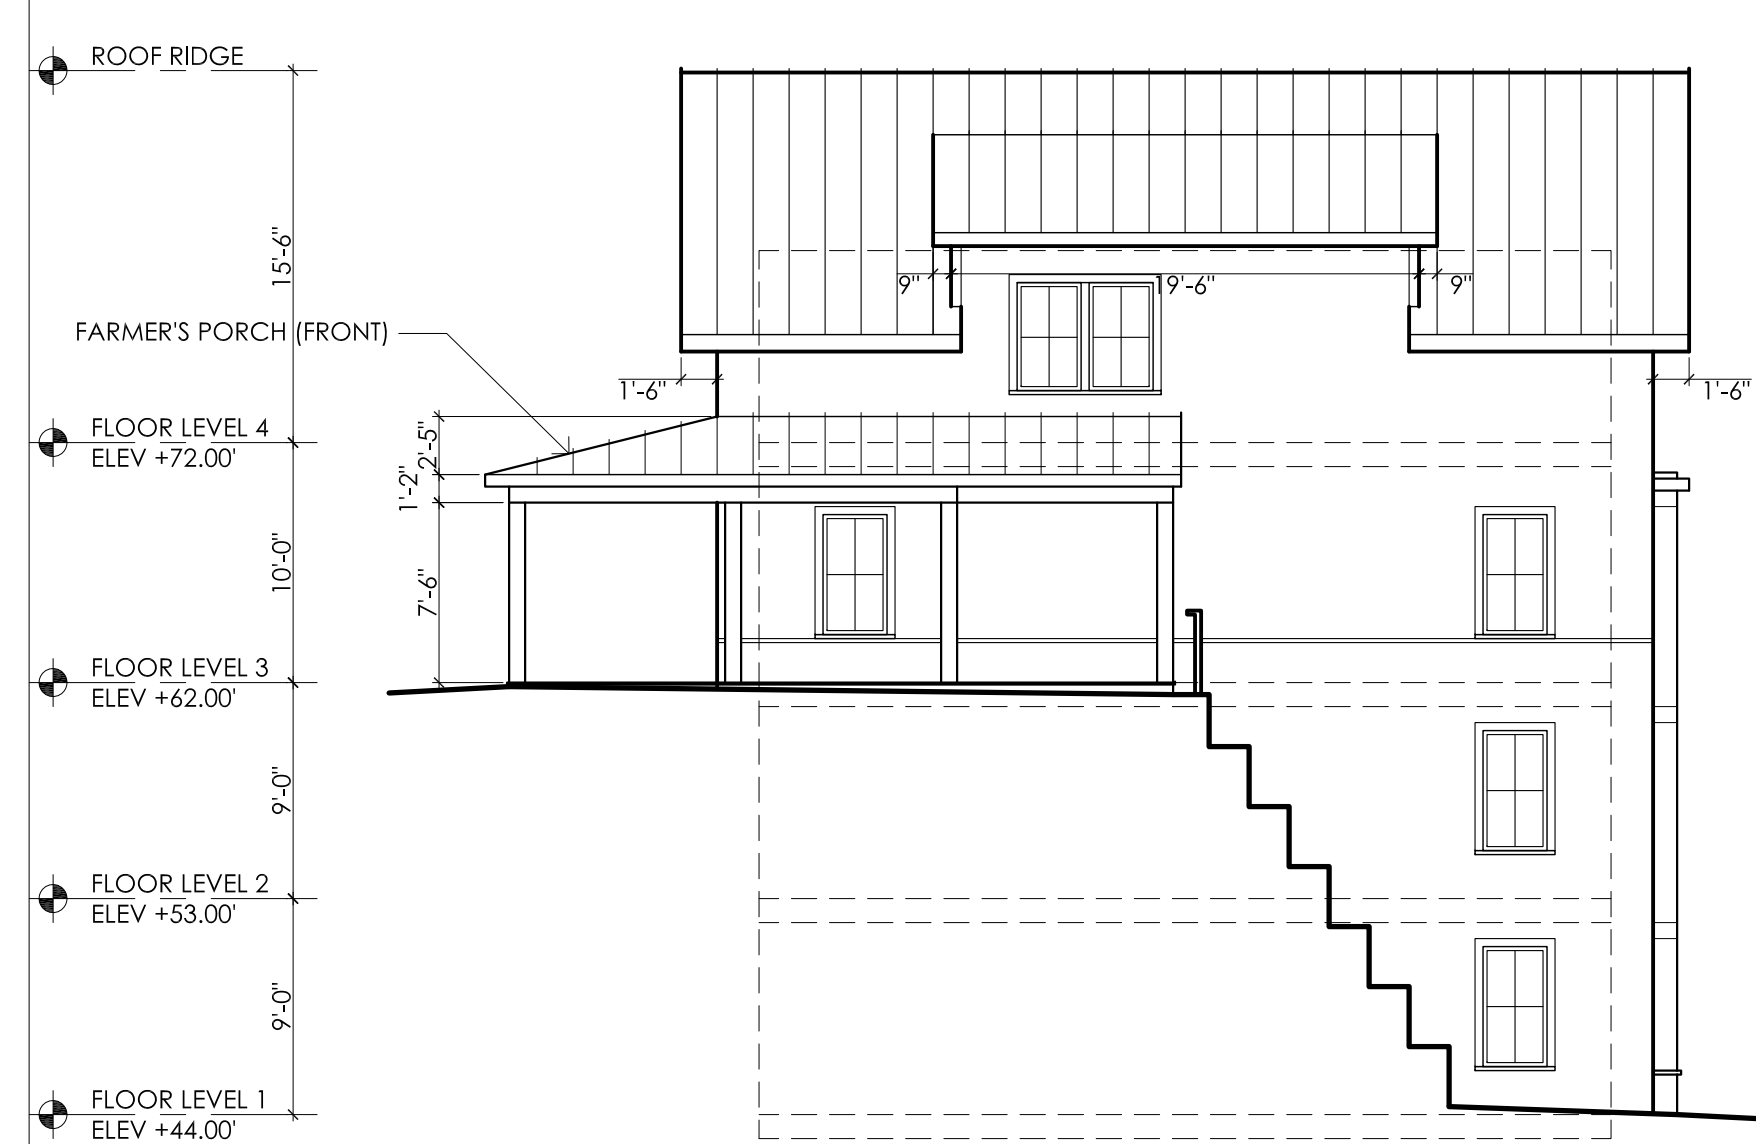 ROOF RIDGE
15'-6"
9"
19'-6"
9"
FARMER'S PORCH (FRONT)
1'-6"
1'-6"
FLOOR LEVEL 4
ELEV +72.00'
2'-5"
1'-2"
10'-0"
7'-6"
FLOOR LEVEL 3
ELEV +62.00'
9'-0"
FLOOR LEVEL 2
ELEV +53.00'
9'-0"
FLOOR LEVEL 1
ELEV +44.00'